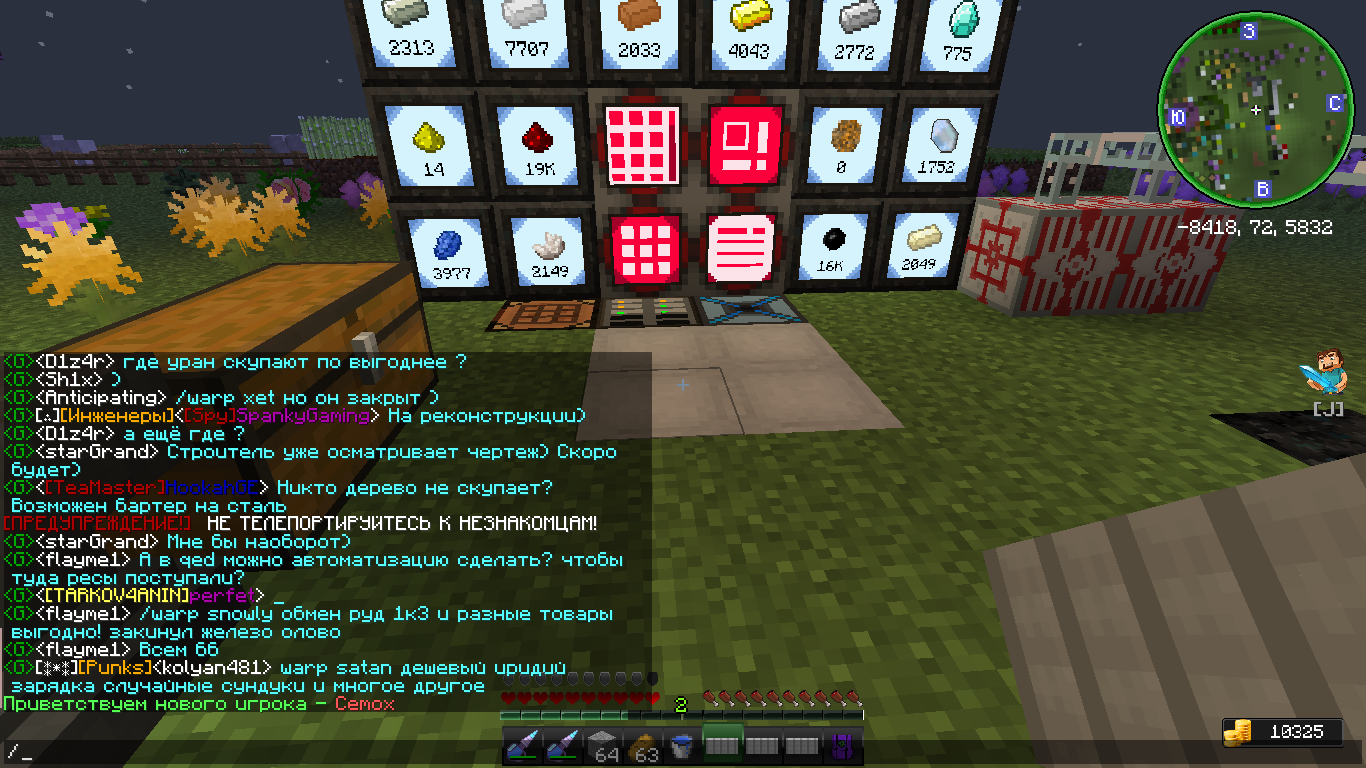 2313 7707 2033 4043 2772 775
З
Ю С
14 19K 0 1752
В
-8418, 72, 5832
3977 2149 16K 2049
<G><D1z4r> где уран скупают по выгоднее ?
<G><Sh1x> )
<G><Anticipating> /warp xet но он закрыт )
<G>[∴][Инженеры]<[Spy]SpankyGaming> На реконструкции)
<G><D1z4r> а ещё где ?
<G><starGrand> Строитель уже осматривает чертеж) Скоро
будет)
<G><[TeaMaster]HookahGE> Никто дерево не скупает?
Возможен бартер на сталь
[ПРЕДУПРЕЖДЕНИЕ!] НЕ ТЕЛЕПОРТИРУЙТЕСЬ К НЕЗНАКОМЦАМ!
<G><starGrand> Мне бы наоборот)
<G><flayme1> А в qed можно автоматизацию сделать? чтобы
туда ресы поступали?
<G><[TARKOV4ANIN]perfet> _
<G><flayme1> /warp snowly обмен руд 1к3 и разные товары
выгодно! закинул железо олово
<G><flayme1> Всем бб
<G>[⁑*⁑][Punks]<kolyan481> warp satan дешевый иридий
зарядка случайные сундуки и многое другое
Приветствуем нового игрока - Cemox
[J]
2
64 63
10325
/_